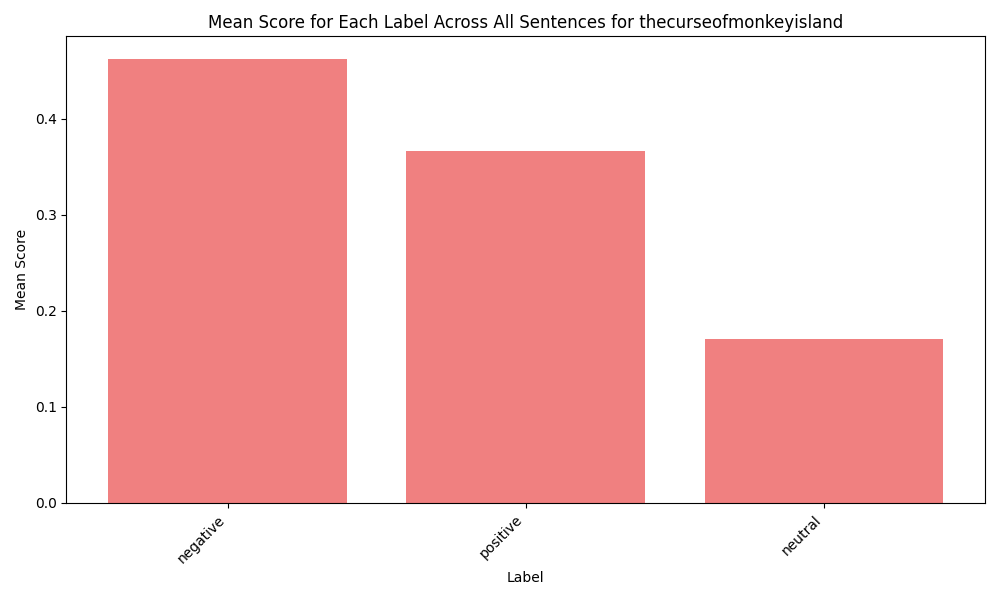 Mean Score for Each Label Across All Sentences for thecurseofmonkeyisland
Mean Score
0.4
0.3
0.2
0.1
0.0
negative
positive
neutral
Label